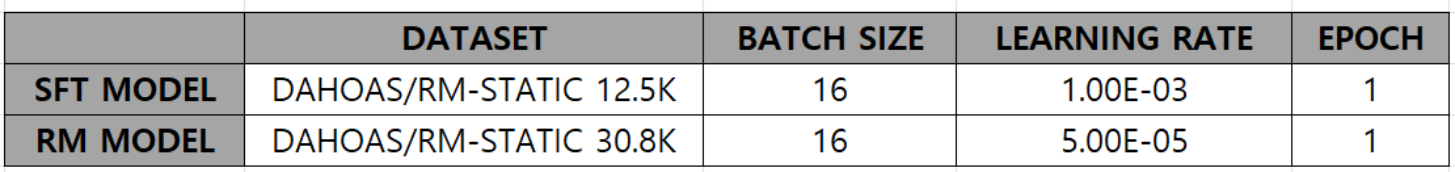 DATASET BATCH SIZE LEARNING RATE EPOCH
SFT MODEL DAHOAS/RM-STATIC 12.5K 16 1.00E-03 1
RM MODEL DAHOAS/RM-STATIC 30.8K 16 5.00E-05 1